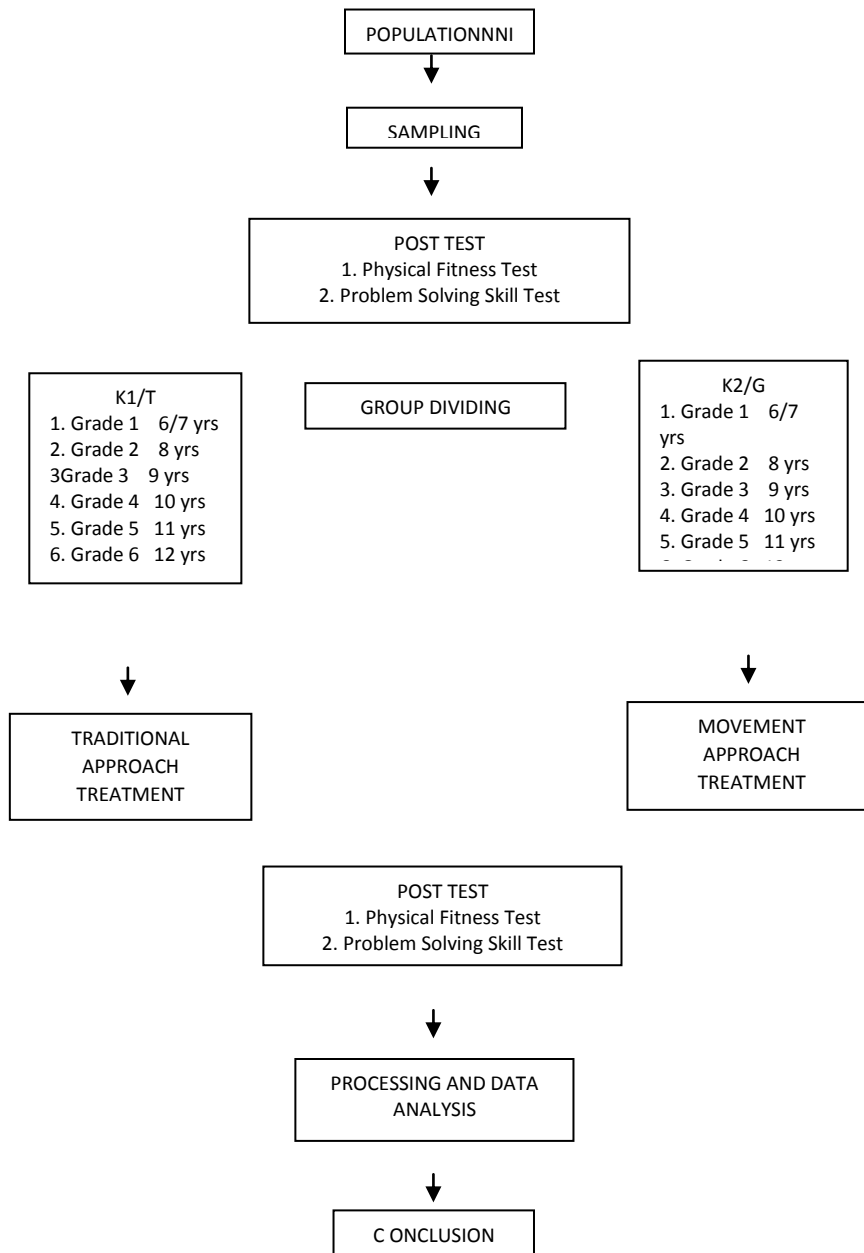 POPULATIONNNI
SAMPLING
POST TEST
1. Physical Fitness Test
2. Problem Solving Skill Test
K1/T
1. Grade 1 6/7 yrs
2. Grade 2 8 yrs
3Grade 3 9 yrs
4. Grade 4 10 yrs
5. Grade 5 11 yrs
6. Grade 6 12 yrs
GROUP DIVIDING
K2/G
1. Grade 1 6/7
yrs
2. Grade 2 8 yrs
3. Grade 3 9 yrs
4. Grade 4 10 yrs
5. Grade 5 11 yrs
TRADITIONAL
APPROACH
TREATMENT
MOVEMENT
APPROACH
TREATMENT
POST TEST
1. Physical Fitness Test
2. Problem Solving Skill Test
PROCESSING AND DATA
ANALYSIS
C ONCLUSION